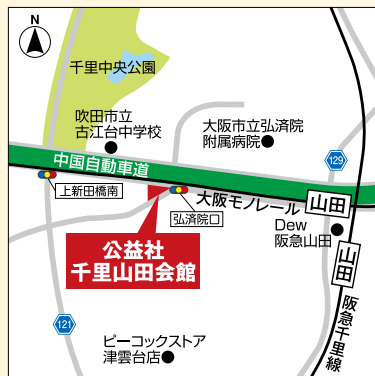 N
千里中央公園
吹田市立
古江台中学校
大阪市立弘済院
附属病院
中国自動車道
129
上新田橋南
弘済院口
大阪モノレール
山田
Dew
阪急山田
山田
公益社
千里山田会館
阪急千里線
121
ピーコックストア
津雲台店